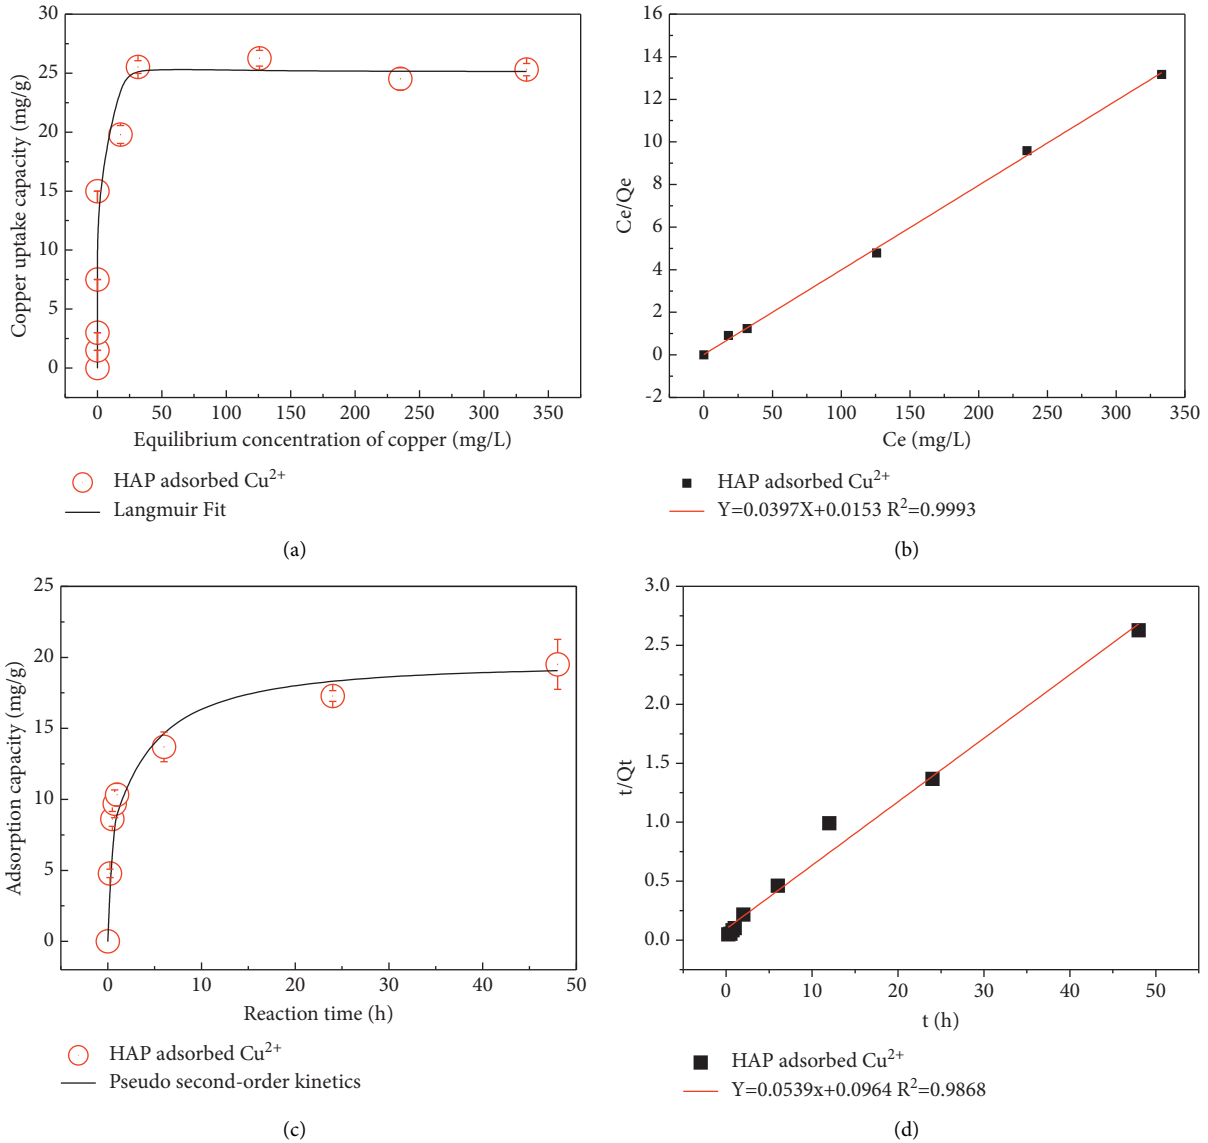 30
25
20
15
10
5
0
Copper uptake capacity (mg/g)
0 50 100 150 200 250 300 350
Equilibrium concentration of copper (mg/L)
HAP adsorbed Cu²⁺
Langmuir Fit
(a)
16
14
12
10
8
6
4
2
0
-2
Ce/Qe
0 50 100 150 200 250 300 350
Ce (mg/L)
HAP adsorbed Cu²⁺
Y=0.0397X+0.0153 R²=0.9993
(b)
25
20
15
10
5
0
Adsorption capacity (mg/g)
0 10 20 30 40 50
Reaction time (h)
HAP adsorbed Cu²⁺
Pseudo second-order kinetics
(c)
3.0
2.5
2.0
1.5
1.0
0.5
0.0
t/Qt
0 10 20 30 40 50
t (h)
HAP adsorbed Cu²⁺
Y=0.0539x+0.0964 R²=0.9868
(d)